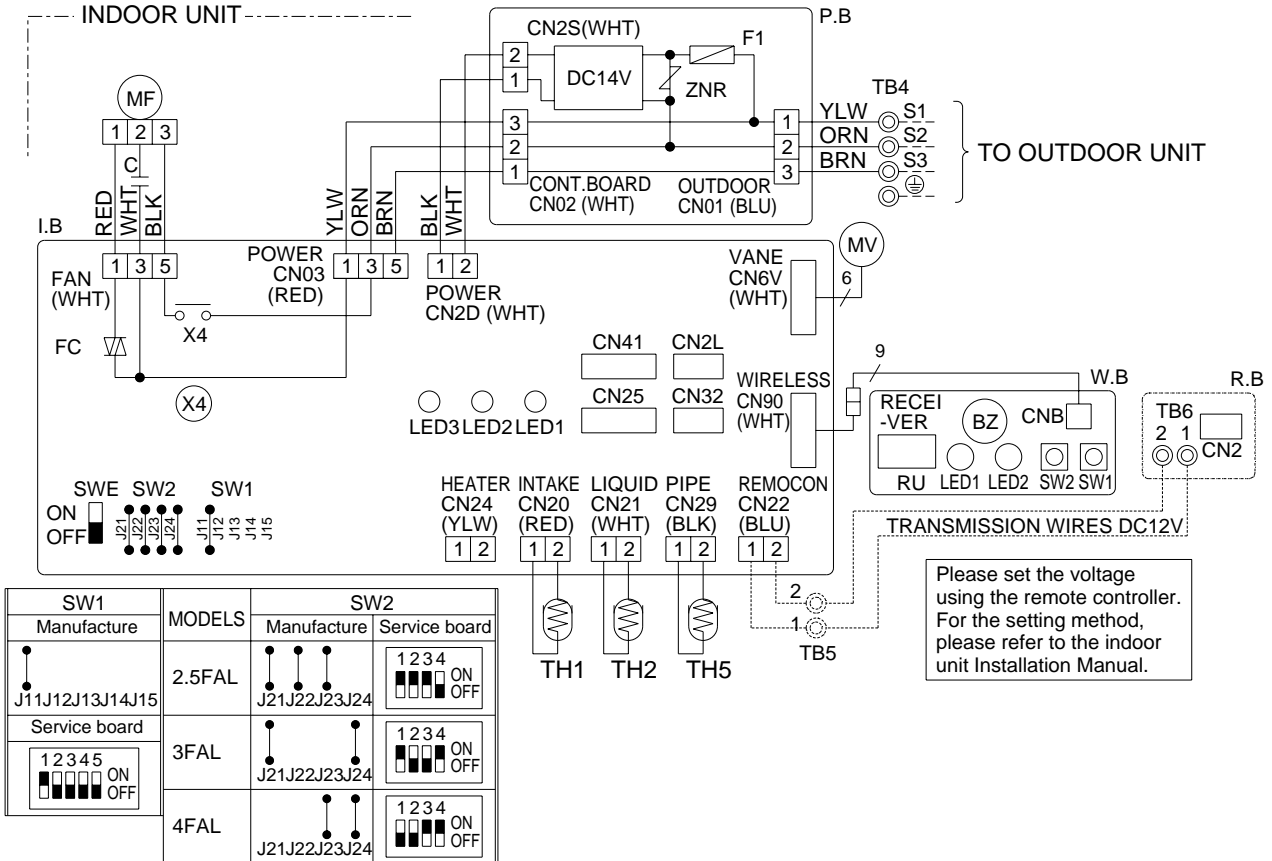 INDOOR UNIT
P.B
CN2S(WHT)
2
1
DC14V
F1
ZNR
TB4
MF
1 2 3
C
3
2
1
1
2
3
YLW S1
ORN S2
BRN S3
TO OUTDOOR UNIT
CONT.BOARD
CN02 (WHT)
OUTDOOR
CN01 (BLU)
RED
WHT
BLK
YLW
ORN
BRN
BLK
WHT
I.B
FAN
(WHT)
1 3 5
POWER
CN03
(RED)
1 3 5
1 2
POWER
CN2D (WHT)
VANE
CN6V
(WHT)
MV
6
X4
FC
X4
CN41
CN2L
CN25
CN32
LED3 LED2 LED1
WIRELESS
CN90
(WHT)
9
W.B
RECEI
-VER
BZ
CNB
RU LED1 LED2 SW2 SW1
R.B
TB6
2 1
CN2
SWE
ON
OFF
SW2
J21
J22
J23
J24
SW1
J11
J12
J13
J14
J15
HEATER
CN24
(YLW)
1 2
INTAKE
CN20
(RED)
1 2
LIQUID
CN21
(WHT)
1 2
PIPE
CN29
(BLK)
1 2
REMOCON
CN22
(BLU)
1 2
TRANSMISSION WIRES DC12V
2
1
TB5
TH1
TH2
TH5
Please set the voltage
using the remote controller.
For the setting method,
please refer to the indoor
unit Installation Manual.
SW1
Manufacture
J11J12J13J14J15
Service board
1 2 3 4 5
ON
OFF
MODELS
SW2
Manufacture
Service board
2.5FAL
J21J22J23J24
1 2 3 4
ON
OFF
3FAL
J21J22J23J24
1 2 3 4
ON
OFF
4FAL
J21J22J23J24
1 2 3 4
ON
OFF